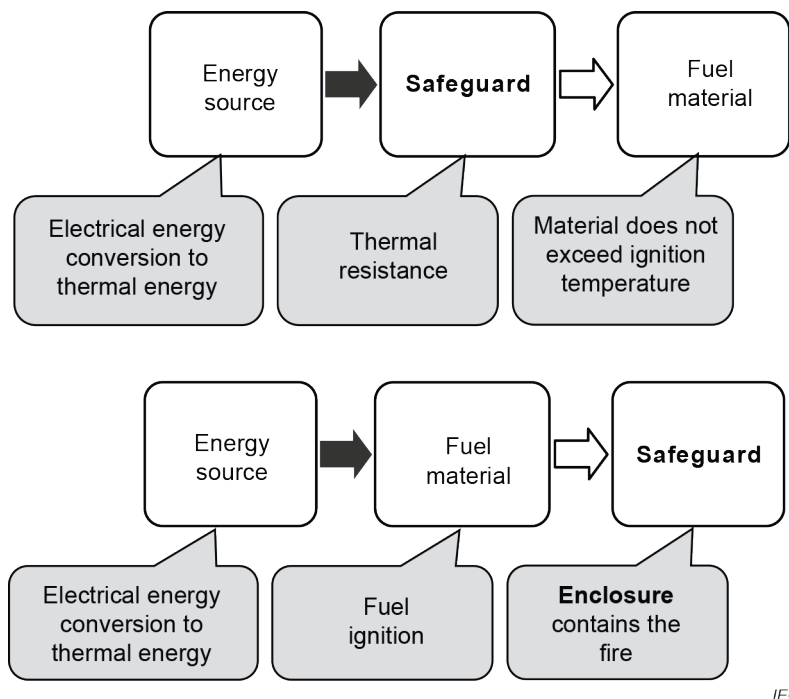 Energy
source
Safeguard
Fuel
material
Electrical energy
conversion to
thermal energy
Thermal
resistance
Material does not
exceed ignition
temperature
Energy
source
Fuel
material
Safeguard
Electrical energy
conversion to
thermal energy
Fuel
ignition
Enclosure
contains the
fire